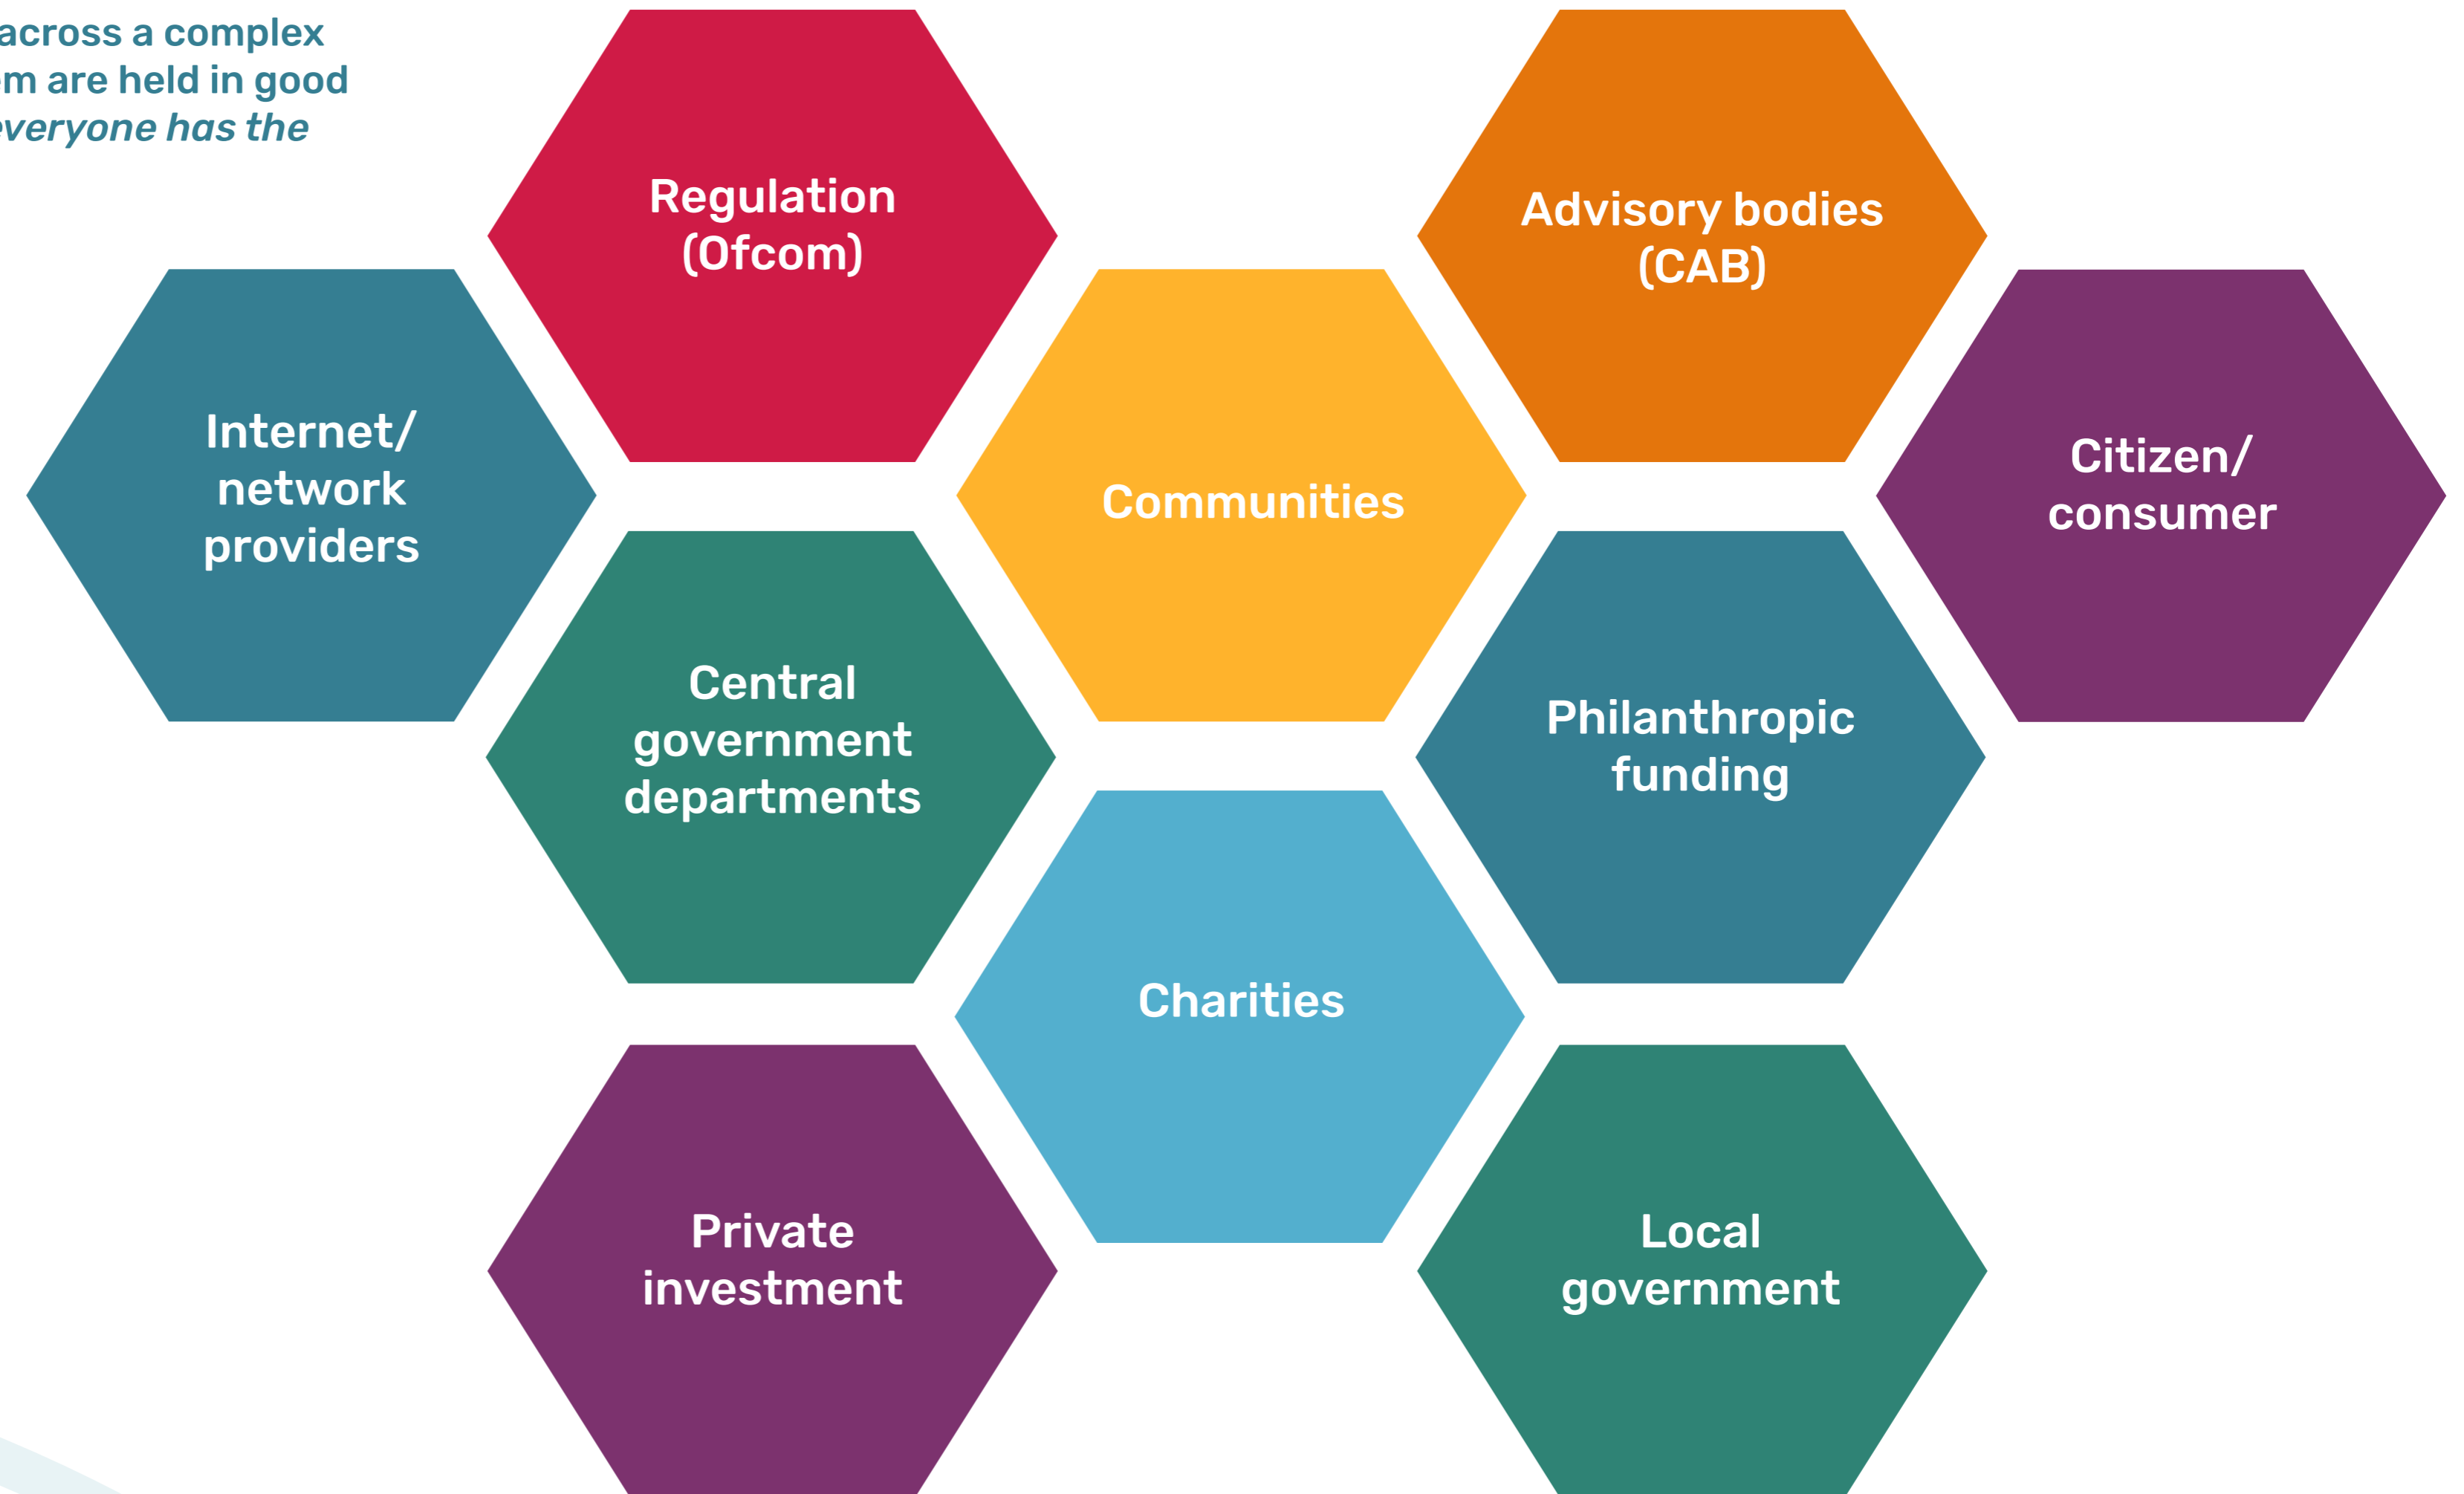 across a complex
are held in good
everyone has the
Regulation
(Ofcom)
Advisory bodies
(CAB)
Internet/
network
providers
Communities
Citizen/
consumer
Central
government
departments
Philanthropic
funding
Charities
Private
investment
Local
government